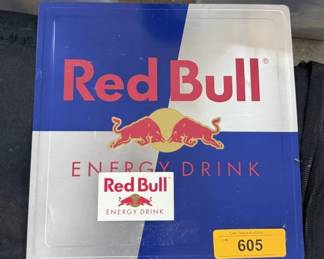 Red Bull
ENERGY DRINK
Red Bull
ENERGY DRINK
605